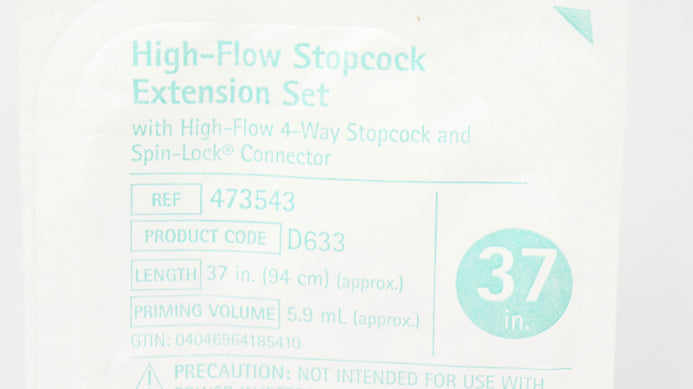 High-Flow Stopcock
Extension Set
with High-Flow 4-Way Stopcock and
Spin-Lock® Connector
REF 473543
PRODUCT CODE D633
LENGTH 37 in. (94 cm) (approx.)
PRIMING VOLUME 5.9 mL (approx.)
GTIN: 04046964185410
37
in.
PRECAUTION: NOT INTENDED FOR USE WITH